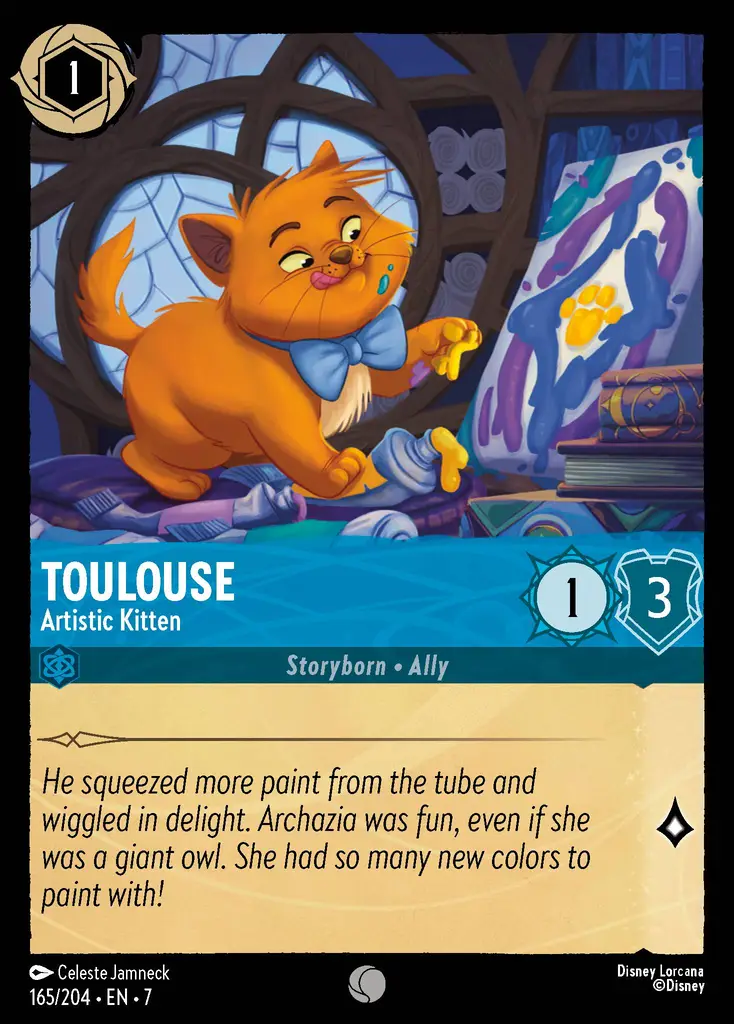 1
TOULOUSE
Artistic Kitten
1
3
Storyborn • Ally
He squeezed more paint from the tube and
wiggled in delight. Archazia was fun, even if she
was a giant owl. She had so many new colors to
paint with!
Celeste Jamneck
165/204 • EN • 7
Disney Lorcana
©Disney